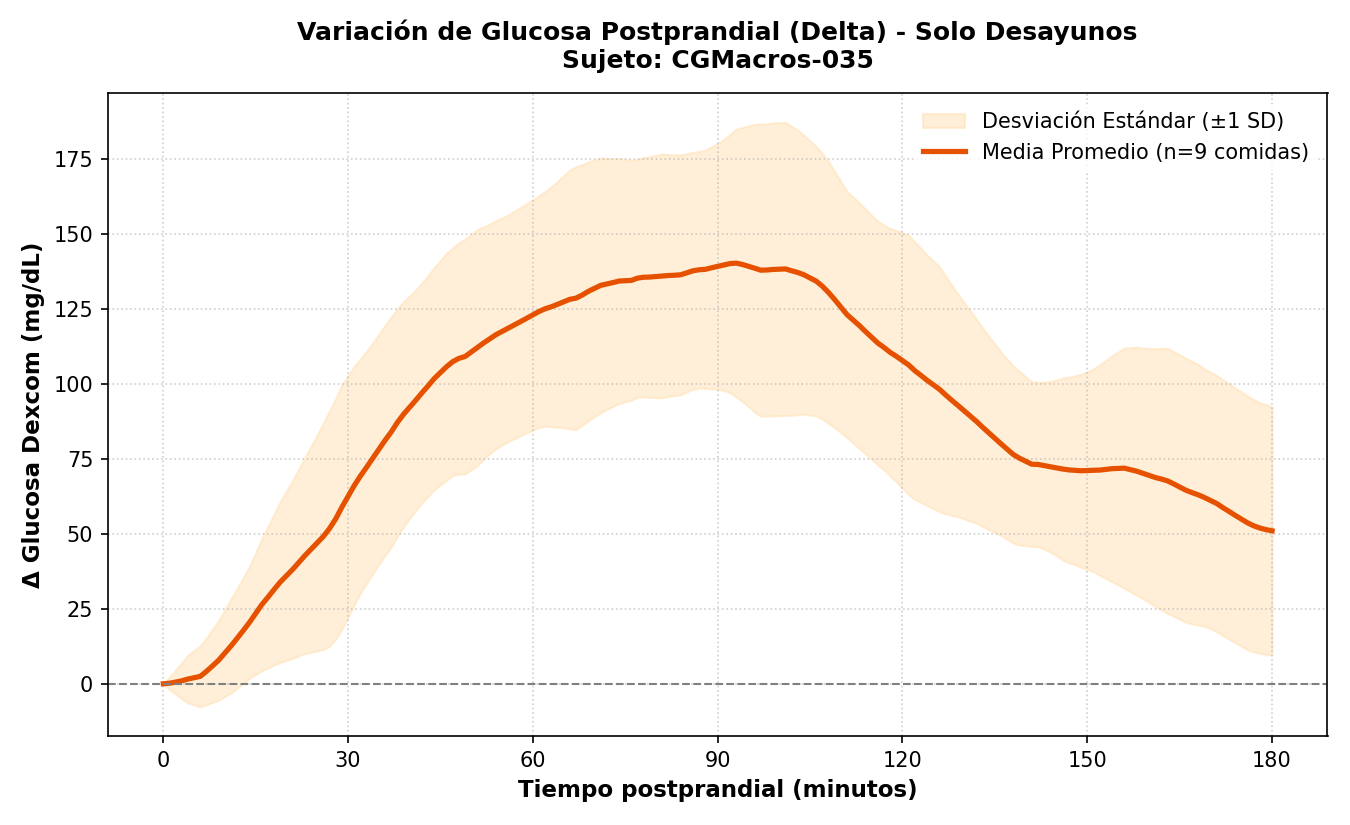 Variación de Glucosa Postprandial (Delta) - Solo Desayunos
Sujeto: CGMacros-035
Desviación Estándar (±1 SD)
Media Promedio (n=9 comidas)
Δ Glucosa Dexcom (mg/dL)
175
150
125
100
75
50
25
0
0 30 60 90 120 150 180
Tiempo postprandial (minutos)